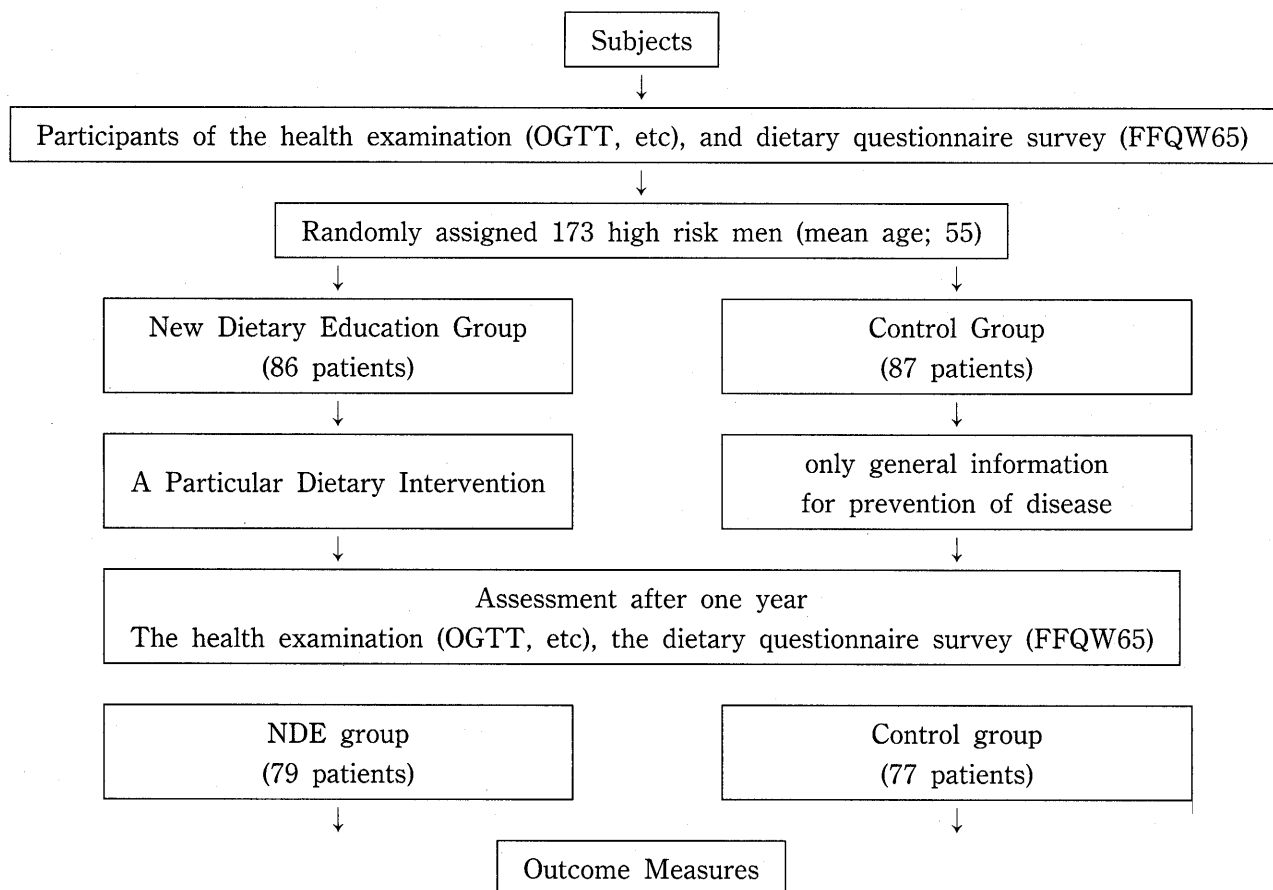 Subjects
Participants of the health examination (OGTT, etc), and dietary questionnaire survey (FFQW65)
Randomly assigned 173 high risk men (mean age; 55)
New Dietary Education Group
(86 patients)
Control Group
(87 patients)
A Particular Dietary Intervention
only general information
for prevention of disease
Assessment after one year
The health examination (OGTT, etc), the dietary questionnaire survey (FFQW65)
NDE group
(79 patients)
Control group
(77 patients)
Outcome Measures